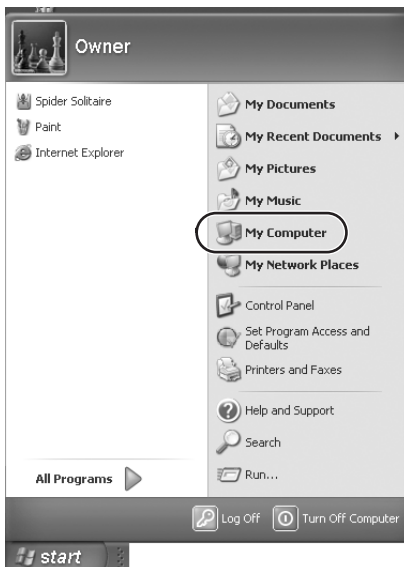 Owner
Spider Solitaire
Paint
Internet Explorer
All Programs
My Documents
My Recent Documents
My Pictures
My Music
My Computer
My Network Places
Control Panel
Set Program Access and
Defaults
Printers and Faxes
Help and Support
Search
Run...
Log Off
Turn Off Computer
start